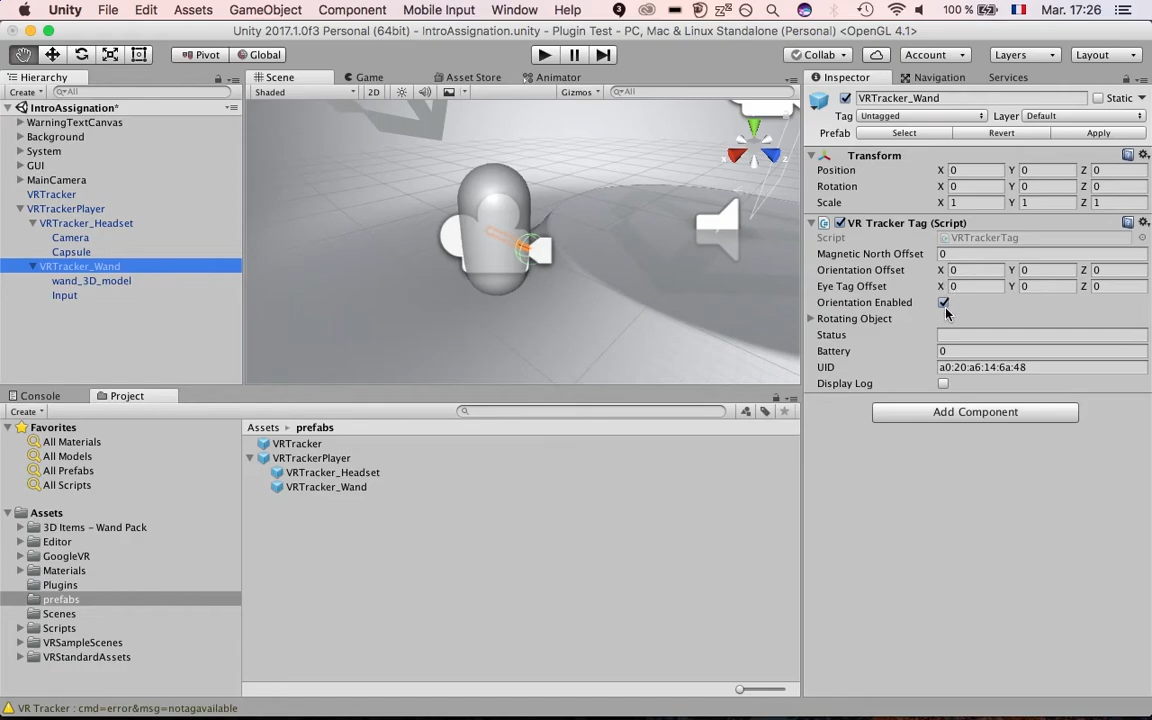 Unity File Edit Assets GameObject Component Mobile Input Window Help 3 100 % Mar. 17:26
Unity 2017.1.0f3 Personal (64bit) - IntroAssignation.unity - Plugin Test - PC, Mac & Linux Standalone (Personal) <OpenGL 4.1>
Pivot Global Collab Account Layers Layout
Hierarchy Scene Game Asset Store Animator Inspector Navigation Services
Create All Shaded 2D Gizmos All VRTracker_Wand Static
IntroAssignation* Tag Untagged Layer Default
WarningTextCanvas Prefab Select Revert Apply
Background
System Transform
GUI Position X 0 Y 0 Z 0
MainCamera Rotation X 0 Y 0 Z 0
VRTracker Scale X 1 Y 1 Z 1
VRTrackerPlayer
VRTracker_Headset VR Tracker Tag (Script)
Camera Script VRTrackerTag
Capsule Magnetic North Offset 0
VRTracker_Wand Orientation Offset X 0 Y 0 Z 0
wand_3D_model Eye Tag Offset X 0 Y 0 Z 0
Input Orientation Enabled
Rotating Object
Status
Battery 0
UID a0:20:a6:14:6a:48
Display Log
Add Component
Console Project
Create
Favorites Assets prefabs
All Materials VRTracker
All Models VRTrackerPlayer
All Prefabs VRTracker_Headset
All Scripts VRTracker_Wand
Assets
3D Items – Wand Pack
Editor
GoogleVR
Materials
Plugins
prefabs
Scenes
Scripts
VRSampleScenes
VRStandardAssets
VR Tracker : cmd=error&msg=notagavailable